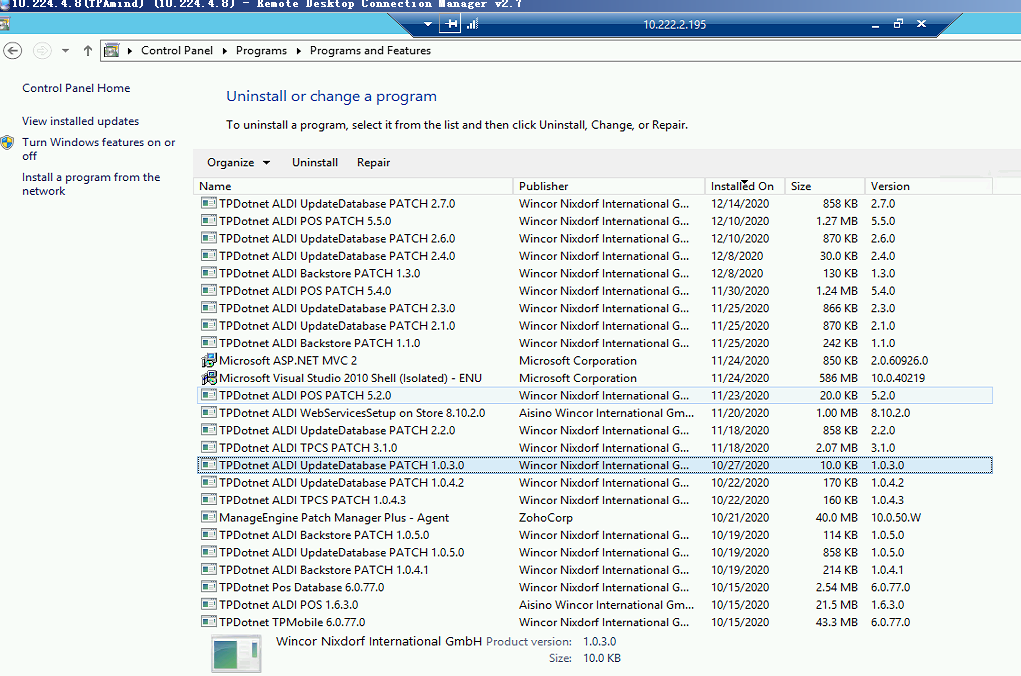 10.224.4.8(TPAmind) (10.224.4.8) - Remote Desktop Connection Manager v2.7
10.222.2.195
Control Panel Programs Programs and Features
Control Panel Home
View installed updates
Turn Windows features on or
off
Install a program from the
network
Uninstall or change a program
To uninstall a program, select it from the list and then click Uninstall, Change, or Repair.
Organize Uninstall Repair
Name Publisher Installed On Size Version
TPDotnet ALDI UpdateDatabase PATCH 2.7.0 Wincor Nixdorf International G... 12/14/2020 858 KB 2.7.0
TPDotnet ALDI POS PATCH 5.5.0 Wincor Nixdorf International G... 12/10/2020 1.27 MB 5.5.0
TPDotnet ALDI UpdateDatabase PATCH 2.6.0 Wincor Nixdorf International G... 12/10/2020 870 KB 2.6.0
TPDotnet ALDI UpdateDatabase PATCH 2.4.0 Wincor Nixdorf International G... 12/8/2020 30.0 KB 2.4.0
TPDotnet ALDI Backstore PATCH 1.3.0 Wincor Nixdorf International G... 12/8/2020 130 KB 1.3.0
TPDotnet ALDI POS PATCH 5.4.0 Wincor Nixdorf International G... 11/30/2020 1.24 MB 5.4.0
TPDotnet ALDI UpdateDatabase PATCH 2.3.0 Wincor Nixdorf International G... 11/25/2020 866 KB 2.3.0
TPDotnet ALDI UpdateDatabase PATCH 2.1.0 Wincor Nixdorf International G... 11/25/2020 870 KB 2.1.0
TPDotnet ALDI Backstore PATCH 1.1.0 Wincor Nixdorf International G... 11/25/2020 242 KB 1.1.0
Microsoft ASP.NET MVC 2 Microsoft Corporation 11/24/2020 850 KB 2.0.60926.0
Microsoft Visual Studio 2010 Shell (Isolated) - ENU Microsoft Corporation 11/24/2020 586 MB 10.0.40219
TPDotnet ALDI POS PATCH 5.2.0 Wincor Nixdorf International G... 11/23/2020 20.0 KB 5.2.0
TPDotnet ALDI WebServicesSetup on Store 8.10.2.0 Aisino Wincor International Gm... 11/20/2020 1.00 MB 8.10.2.0
TPDotnet ALDI UpdateDatabase PATCH 2.2.0 Wincor Nixdorf International G... 11/18/2020 858 KB 2.2.0
TPDotnet ALDI TPCS PATCH 3.1.0 Wincor Nixdorf International G... 11/18/2020 2.07 MB 3.1.0
TPDotnet ALDI UpdateDatabase PATCH 1.0.3.0 Wincor Nixdorf International G... 10/27/2020 10.0 KB 1.0.3.0
TPDotnet ALDI UpdateDatabase PATCH 1.0.4.2 Wincor Nixdorf International G... 10/22/2020 170 KB 1.0.4.2
TPDotnet ALDI TPCS PATCH 1.0.4.3 Wincor Nixdorf International G... 10/22/2020 160 KB 1.0.4.3
ManageEngine Patch Manager Plus - Agent ZohoCorp 10/21/2020 40.0 MB 10.0.50.W
TPDotnet ALDI Backstore PATCH 1.0.5.0 Wincor Nixdorf International G... 10/19/2020 114 KB 1.0.5.0
TPDotnet ALDI UpdateDatabase PATCH 1.0.5.0 Wincor Nixdorf International G... 10/19/2020 858 KB 1.0.5.0
TPDotnet ALDI Backstore PATCH 1.0.4.1 Wincor Nixdorf International G... 10/19/2020 214 KB 1.0.4.1
TPDotnet Pos Database 6.0.77.0 Wincor Nixdorf International G... 10/15/2020 2.54 MB 6.0.77.0
TPDotnet ALDI POS 1.6.3.0 Aisino Wincor International Gm... 10/15/2020 21.5 MB 1.6.3.0
TPDotnet TPMobile 6.0.77.0 Wincor Nixdorf International G... 10/15/2020 43.3 MB 6.0.77.0
Wincor Nixdorf International GmbH Product version: 1.0.3.0
Size: 10.0 KB